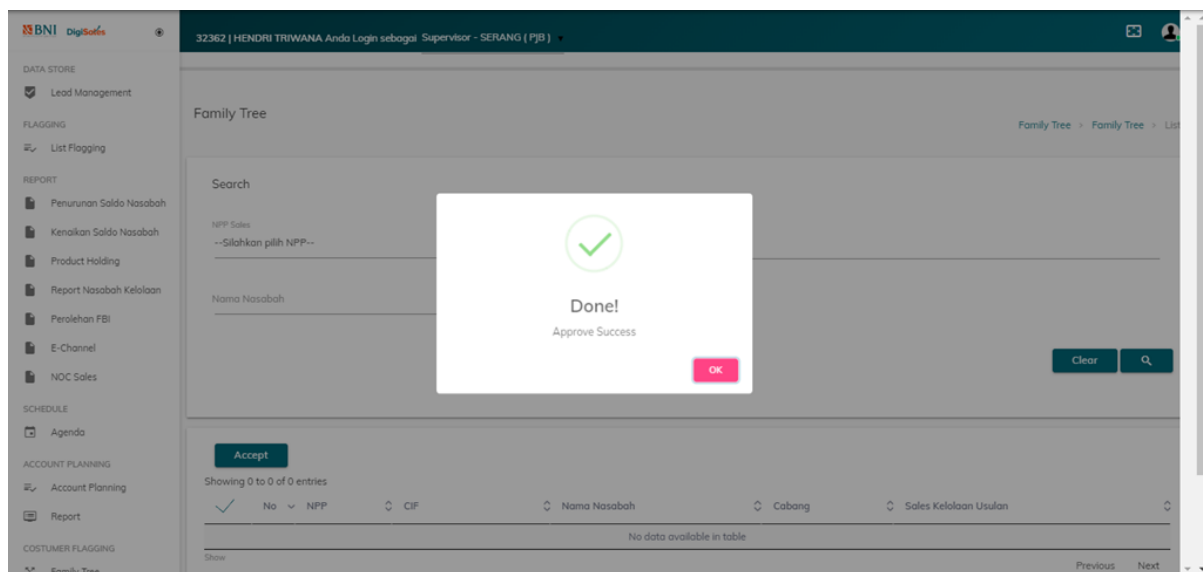 BNI DigiSales
32362 | HENDRI TRIWANA Anda Login sebagai Supervisor - SERANG ( PJB )
DATA STORE
Lead Management
FLAGGING
List Flagging
REPORT
Penurunan Saldo Nasabah
Kenaikan Saldo Nasabah
Product Holding
Report Nasabah Kelolaan
Perolehan FBI
E-Channel
NOC Sales
SCHEDULE
Agenda
ACCOUNT PLANNING
Account Planning
Report
COSTUMER FLAGGING
Family Tree
Family Tree
Family Tree > Family Tree > List
Search
NPP Sales
--Silahkan pilih NPP--
Nama Nasabah
Clear
Done!
Approve Success
OK
Accept
Showing 0 to 0 of 0 entries
No NPP CIF Nama Nasabah Cabang Sales Kelolaan Usulan
No data available in table
Show
Previous Next